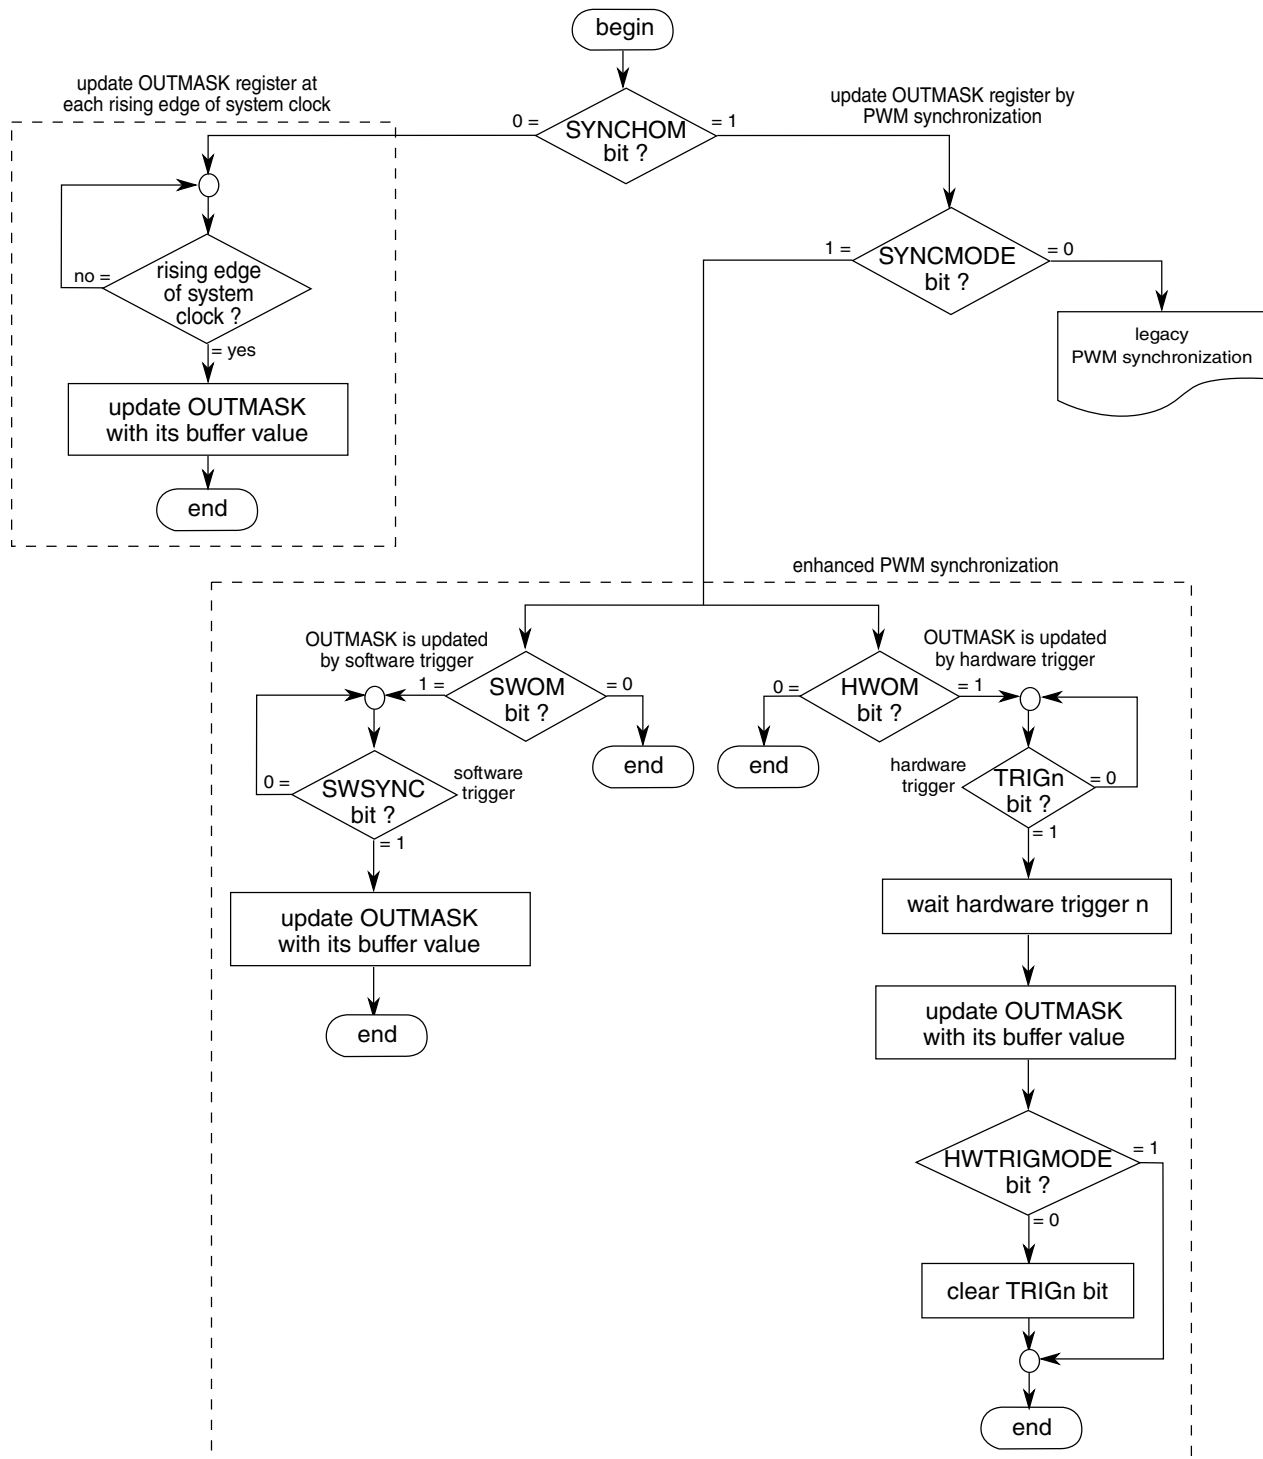 begin
update OUTMASK register at
each rising edge of system clock
update OUTMASK register by
PWM synchronization
0 =
SYNCHOM
bit ?
= 1
1 =
SYNCMODE
bit ?
= 0
no =
rising edge
of system
clock ?
= yes
legacy
PWM synchronization
update OUTMASK
with its buffer value
end
enhanced PWM synchronization
OUTMASK is updated
by software trigger
1 =
SWOM
bit ?
= 0
end
OUTMASK is updated
by hardware trigger
0 =
HWOM
bit ?
= 1
end
0 =
SWSYNC
bit ?
software
trigger
= 1
hardware
trigger
TRIGn
bit ?
= 0
= 1
update OUTMASK
with its buffer value
end
wait hardware trigger n
update OUTMASK
with its buffer value
HWTRIGMODE
bit ?
= 1
= 0
clear TRIGn bit
end